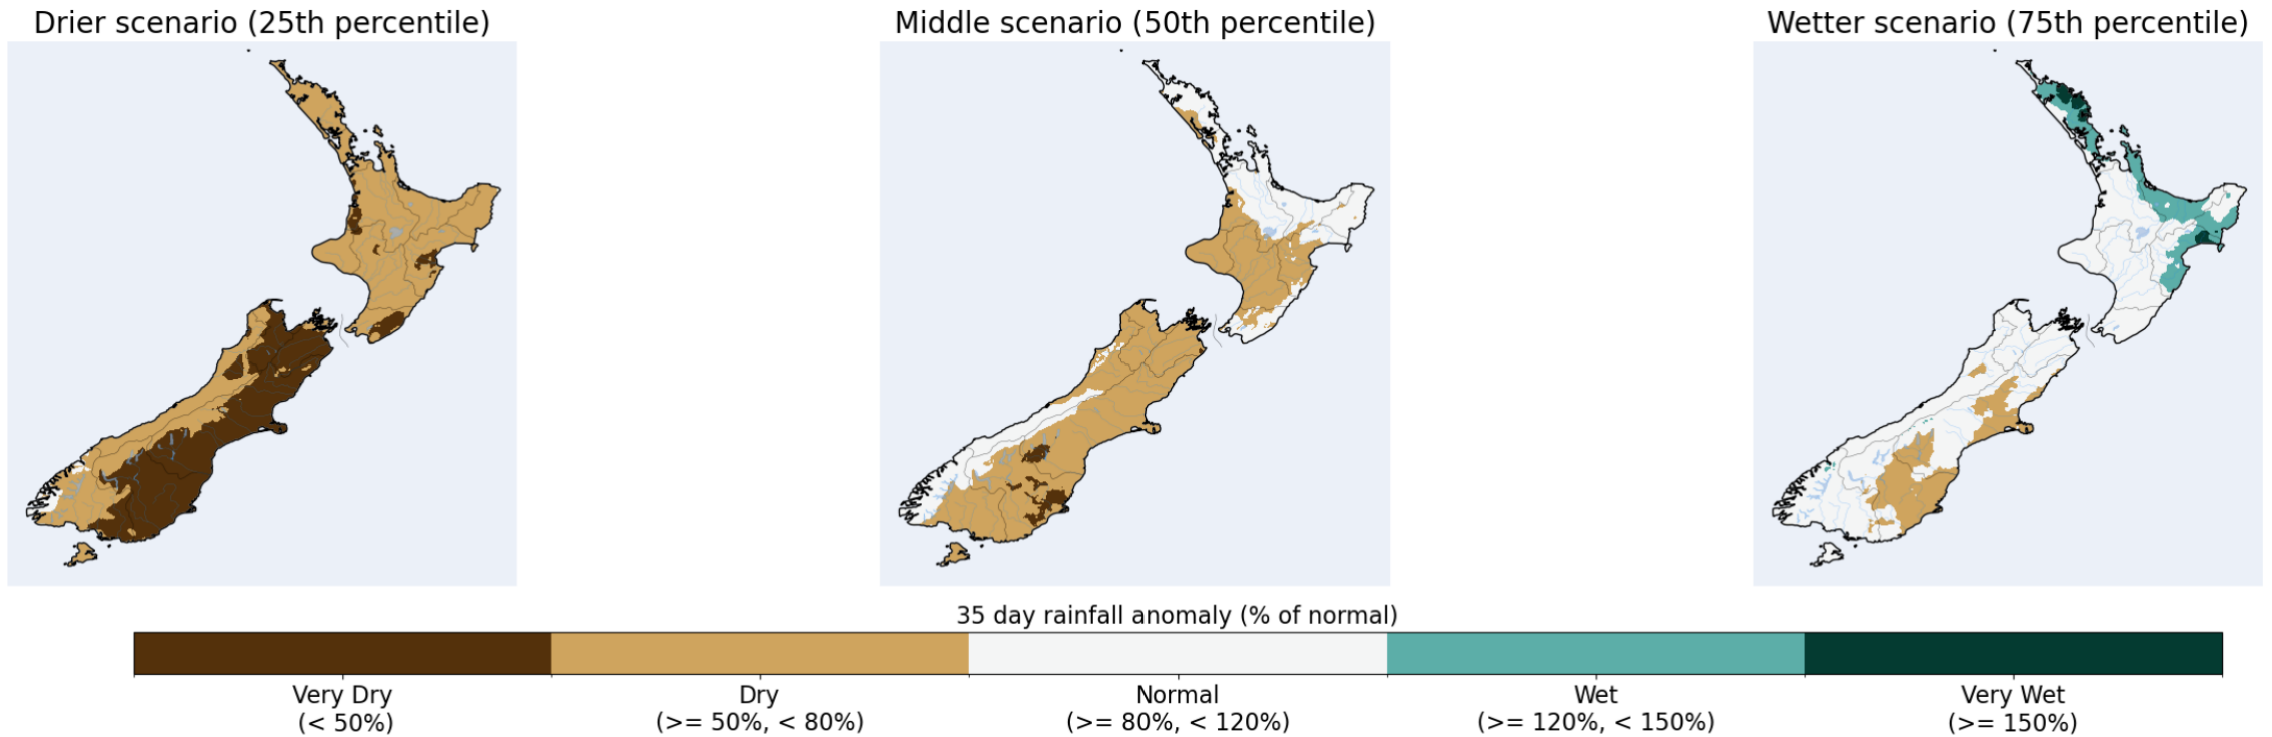 Drier scenario (25th percentile)
Middle scenario (50th percentile)
Wetter scenario (75th percentile)
35 day rainfall anomaly (% of normal)
Very Dry
(< 50%)
Dry
(>= 50%, < 80%)
Normal
(>= 80%, < 120%)
Wet
(>= 120%, < 150%)
Very Wet
(>= 150%)